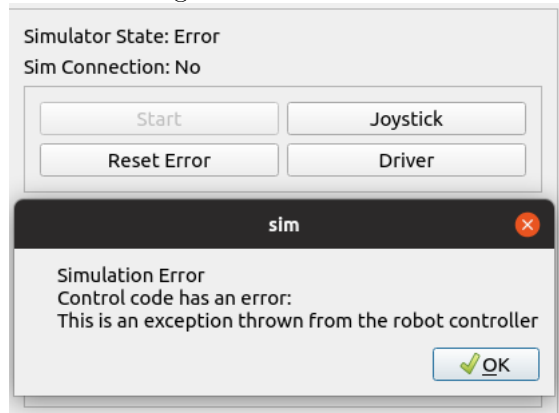 Simulator State: Error
Sim Connection: No
Start
Joystick
Reset Error
Driver
sim
Simulation Error
Control code has an error:
This is an exception thrown from the robot controller
OK